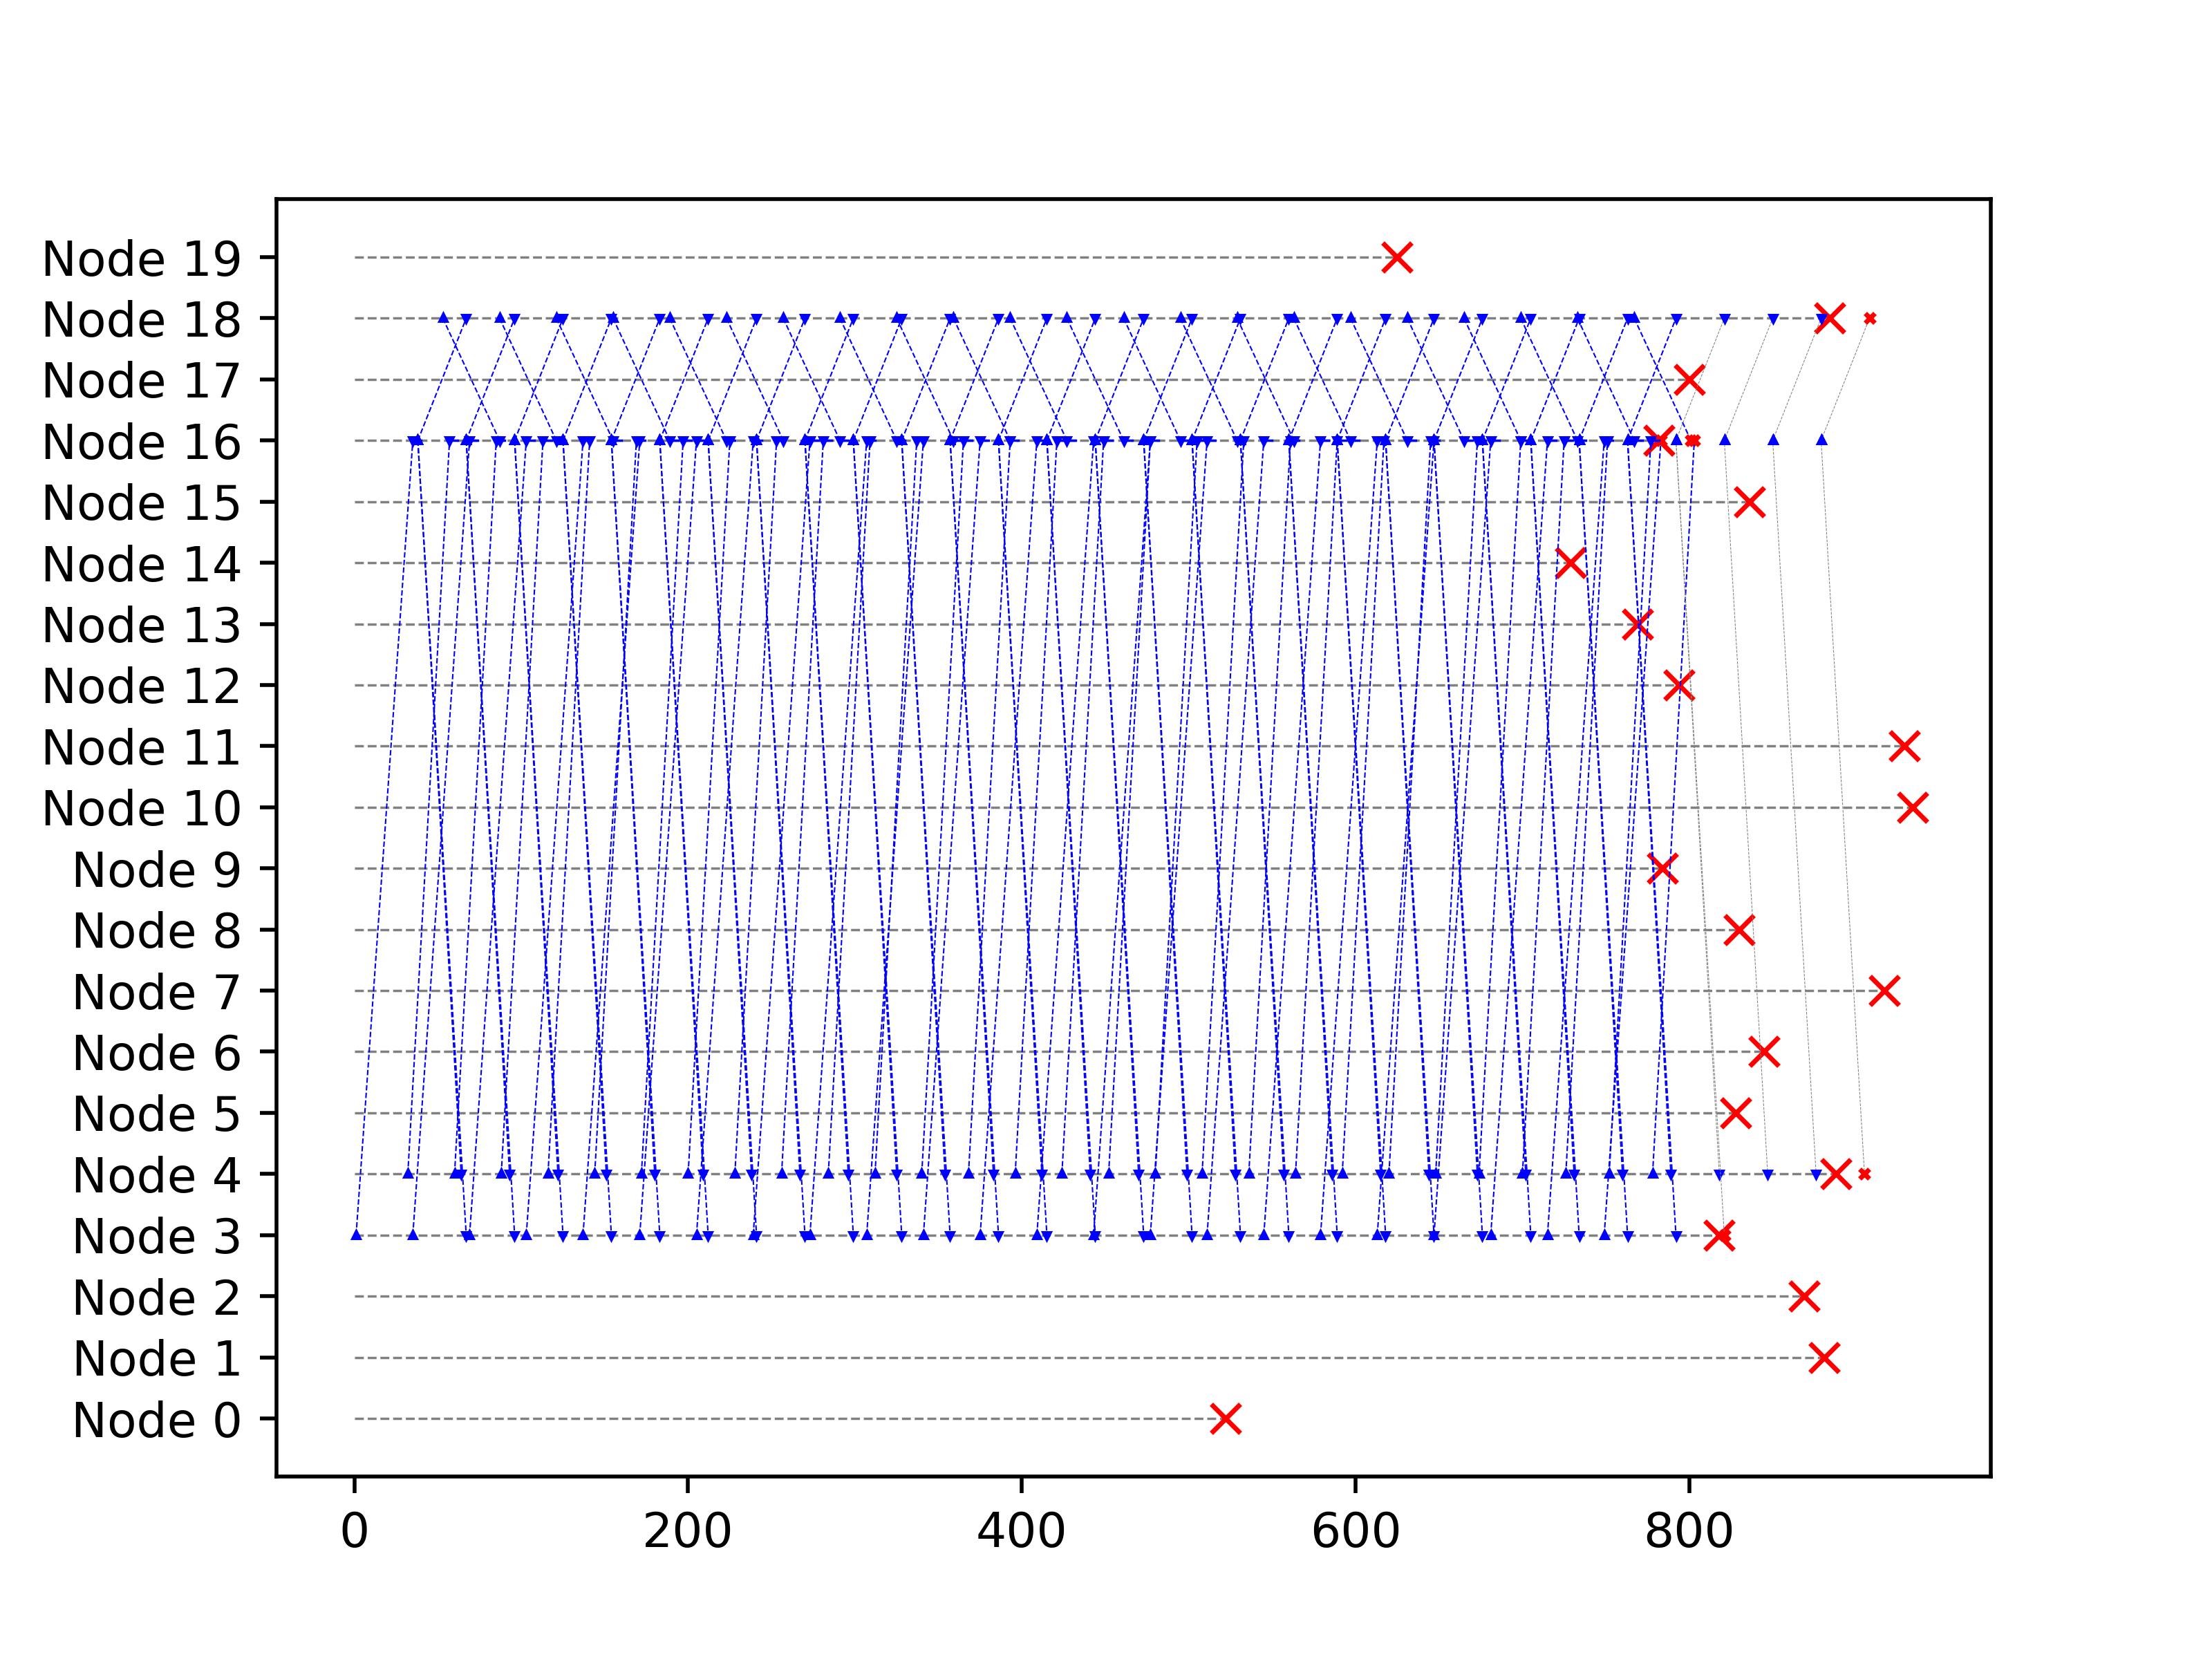 Node 19
Node 18
Node 17
Node 16
Node 15
Node 14
Node 13
Node 12
Node 11
Node 10
Node 9
Node 8
Node 7
Node 6
Node 5
Node 4
Node 3
Node 2
Node 1
Node 0
0 200 400 600 800